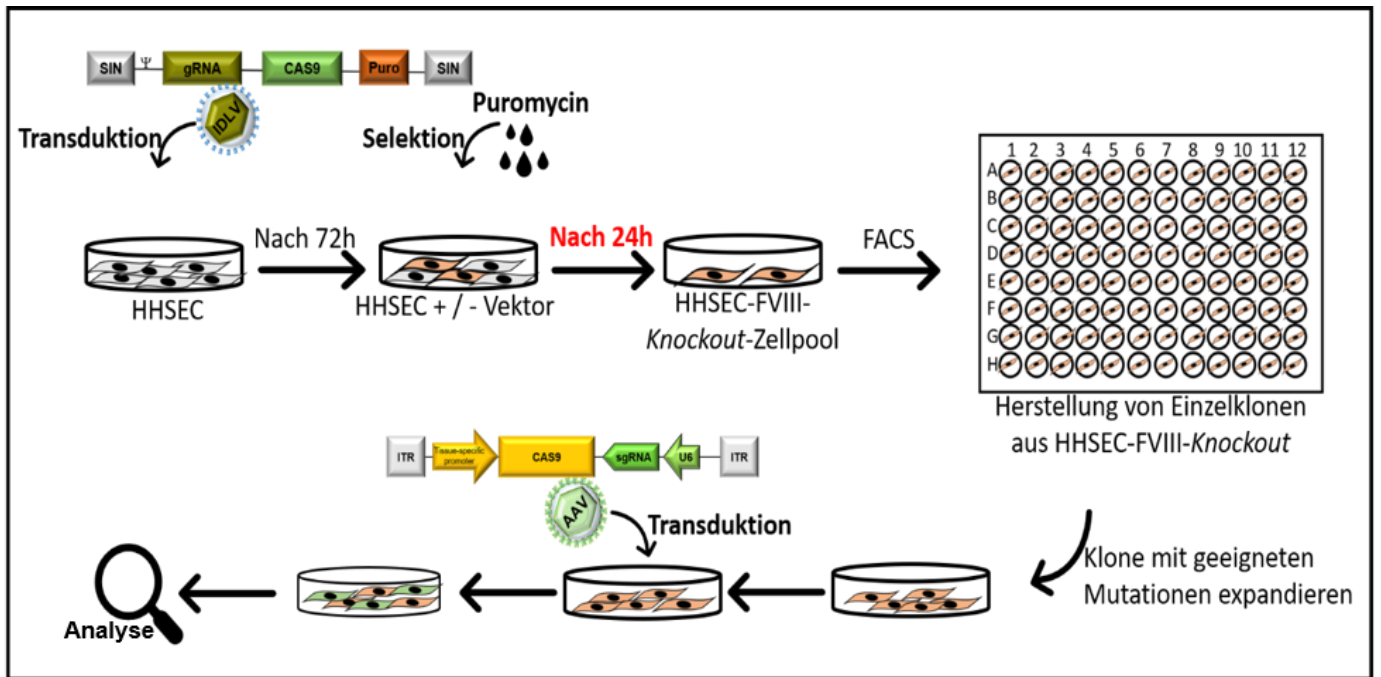 SIN Ψ gRNA CAS9 Puro SIN
IDLV
Transduktion
Puromycin
Selektion
Nach 72h
Nach 24h
FACS
HHSEC
HHSEC + / - Vektor
HHSEC-FVIII-
Knockout-Zellpool
1 2 3 4 5 6 7 8 9 10 11 12
A
B
C
D
E
F
G
H
Herstellung von Einzelklonen
aus HHSEC-FVIII-Knockout
ITR Tissue-specific
promoter
CAS9 sgRNA U6 ITR
AAV
Transduktion
Klone mit geeigneten
Mutationen expandieren
Analyse